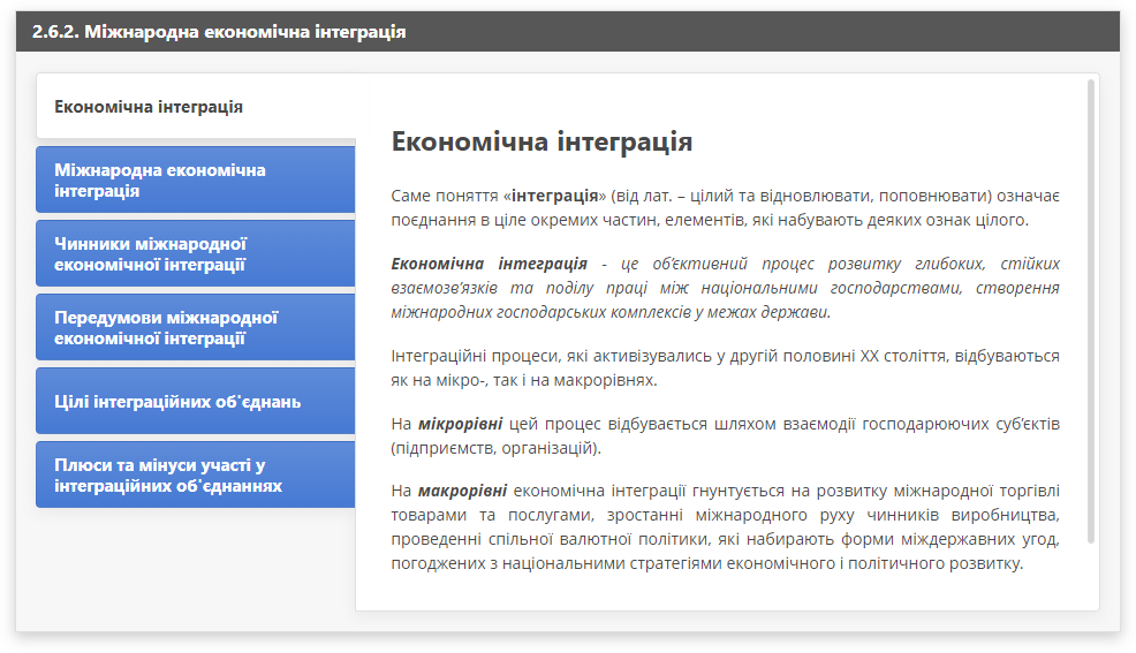 2.6.2. Міжнародна економічна інтеграція
Економічна інтеграція
Міжнародна економічна
інтеграція
Чинники міжнародної
економічної інтеграції
Передумови міжнародної
економічної інтеграції
Цілі інтеграційних об'єднань
Плюси та мінуси участі у
інтеграційних об'єднаннях
Економічна інтеграція
Саме поняття «інтеграція» (від лат. – цілий та відновлювати, поповнювати) означає
поєднання в ціле окремих частин, елементів, які набувають деяких ознак цілого.
Економічна інтеграція - це об’єктивний процес розвитку глибоких, стійких
взаємозв’язків та поділу праці між національними господарствами, створення
міжнародних господарських комплексів у межах держави.
Інтеграційні процеси, які активізувались у другій половині XX століття, відбуваються
як на мікро-, так і на макрорівнях.
На мікрорівні цей процес відбувається шляхом взаємодії господарюючих суб’єктів
(підприємств, організацій).
На макрорівні економічна інтеграції гнунтується на розвитку міжнародної торгівлі
товарами та послугами, зростанні міжнародного руху чинників виробництва,
проведенні спільної валютної політики, які набирають форми міждержавних угод,
погоджених з національними стратегіями економічного і політичного розвитку.